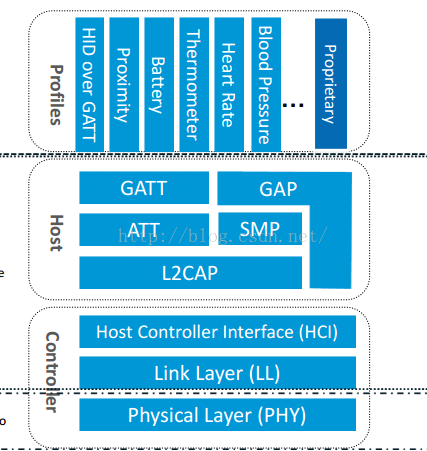 Profiles
HID over GATT
Proximity
Battery
Thermometer
Heart Rate
Blood Pressure
...
Proprietary
Host
GATT
GAP
ATT
SMP
http://blog.csdn.net/
L2CAP
e
Controller
Host Controller Interface (HCI)
Link Layer (LL)
Physical Layer (PHY)
o